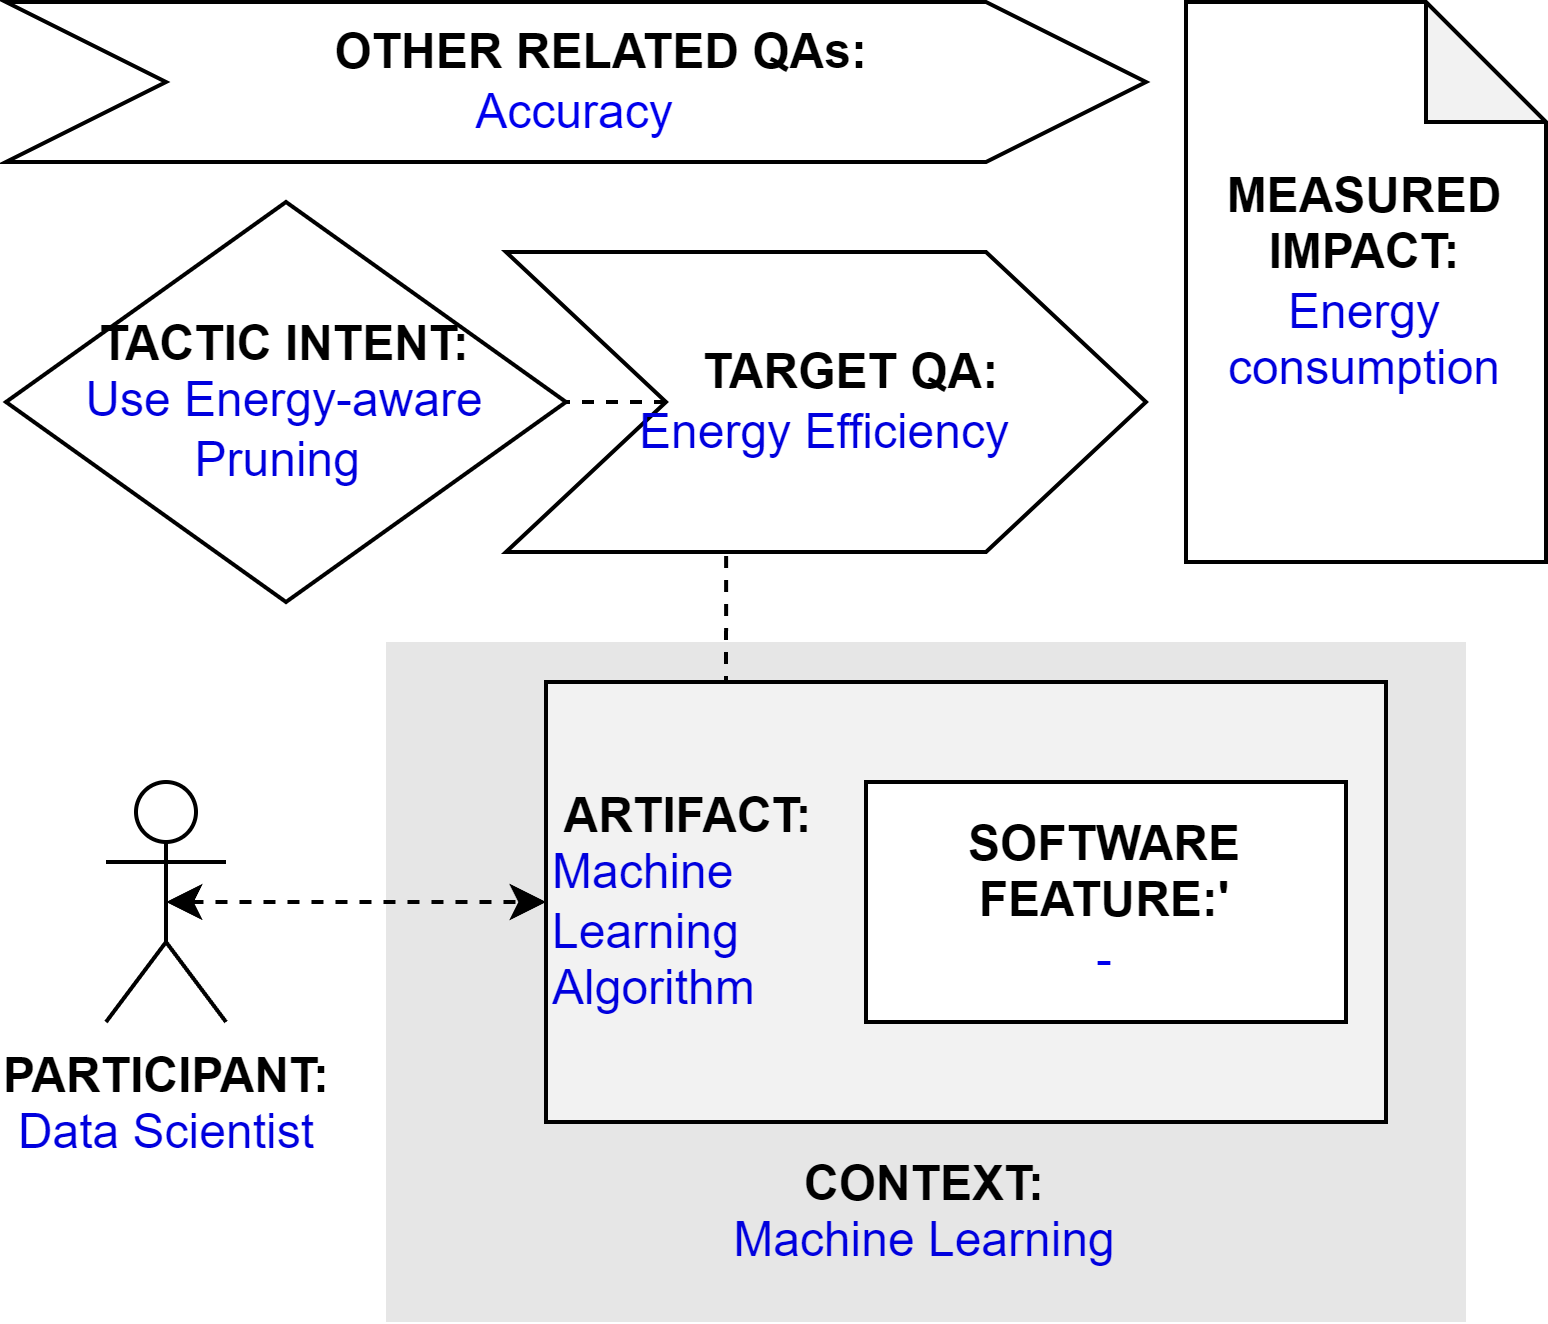 OTHER RELATED QAs:
Accuracy
MEASURED
IMPACT:
Energy
consumption
TACTIC INTENT:
Use Energy-aware
Pruning
TARGET QA:
Energy Efficiency
ARTIFACT:
Machine
Learning
Algorithm
SOFTWARE
FEATURE:'
-
PARTICIPANT:
Data Scientist
CONTEXT:
Machine Learning